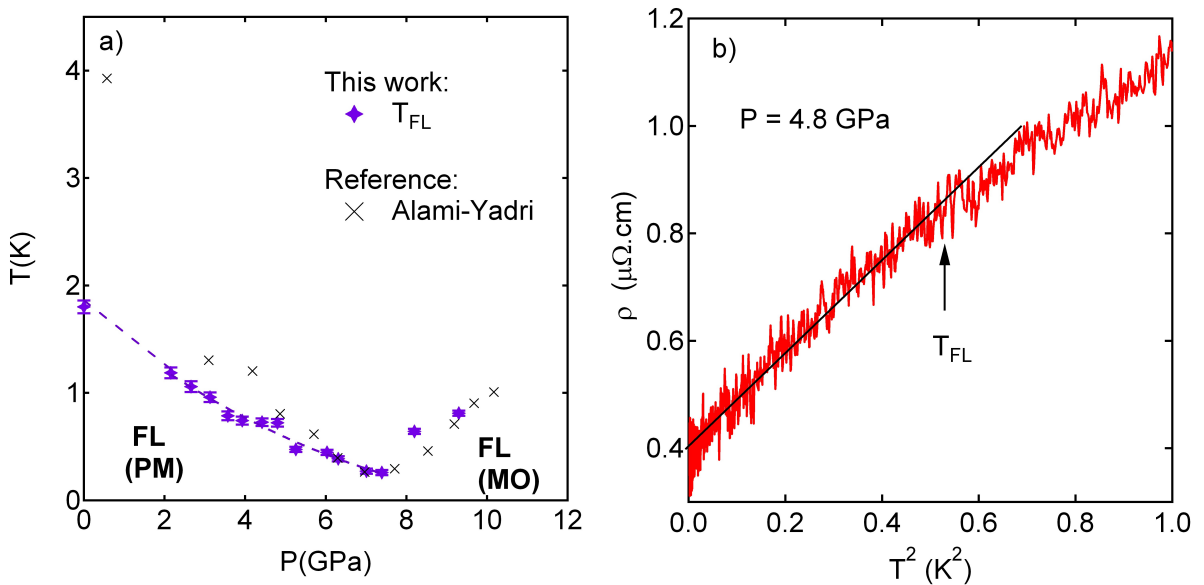 a)
This work:
T_FL
Reference:
Alami-Yadri
FL
(PM)
FL
(MO)
T(K)
4
3
2
1
0
0 2 4 6 8 10 12
P(GPa)
b)
P = 4.8 GPa
T_FL
ρ (μΩ.cm)
1.2
1.0
0.8
0.6
0.4
0.0 0.2 0.4 0.6 0.8 1.0
T² (K²)